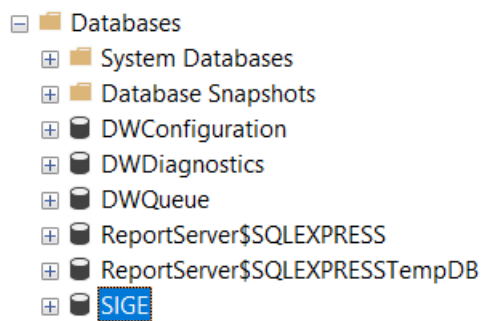 Databases
System Databases
Database Snapshots
DWConfiguration
DWDiagnostics
DWQueue
ReportServer$SQLEXPRESS
ReportServer$SQLEXPRESSTempDB
SIGE